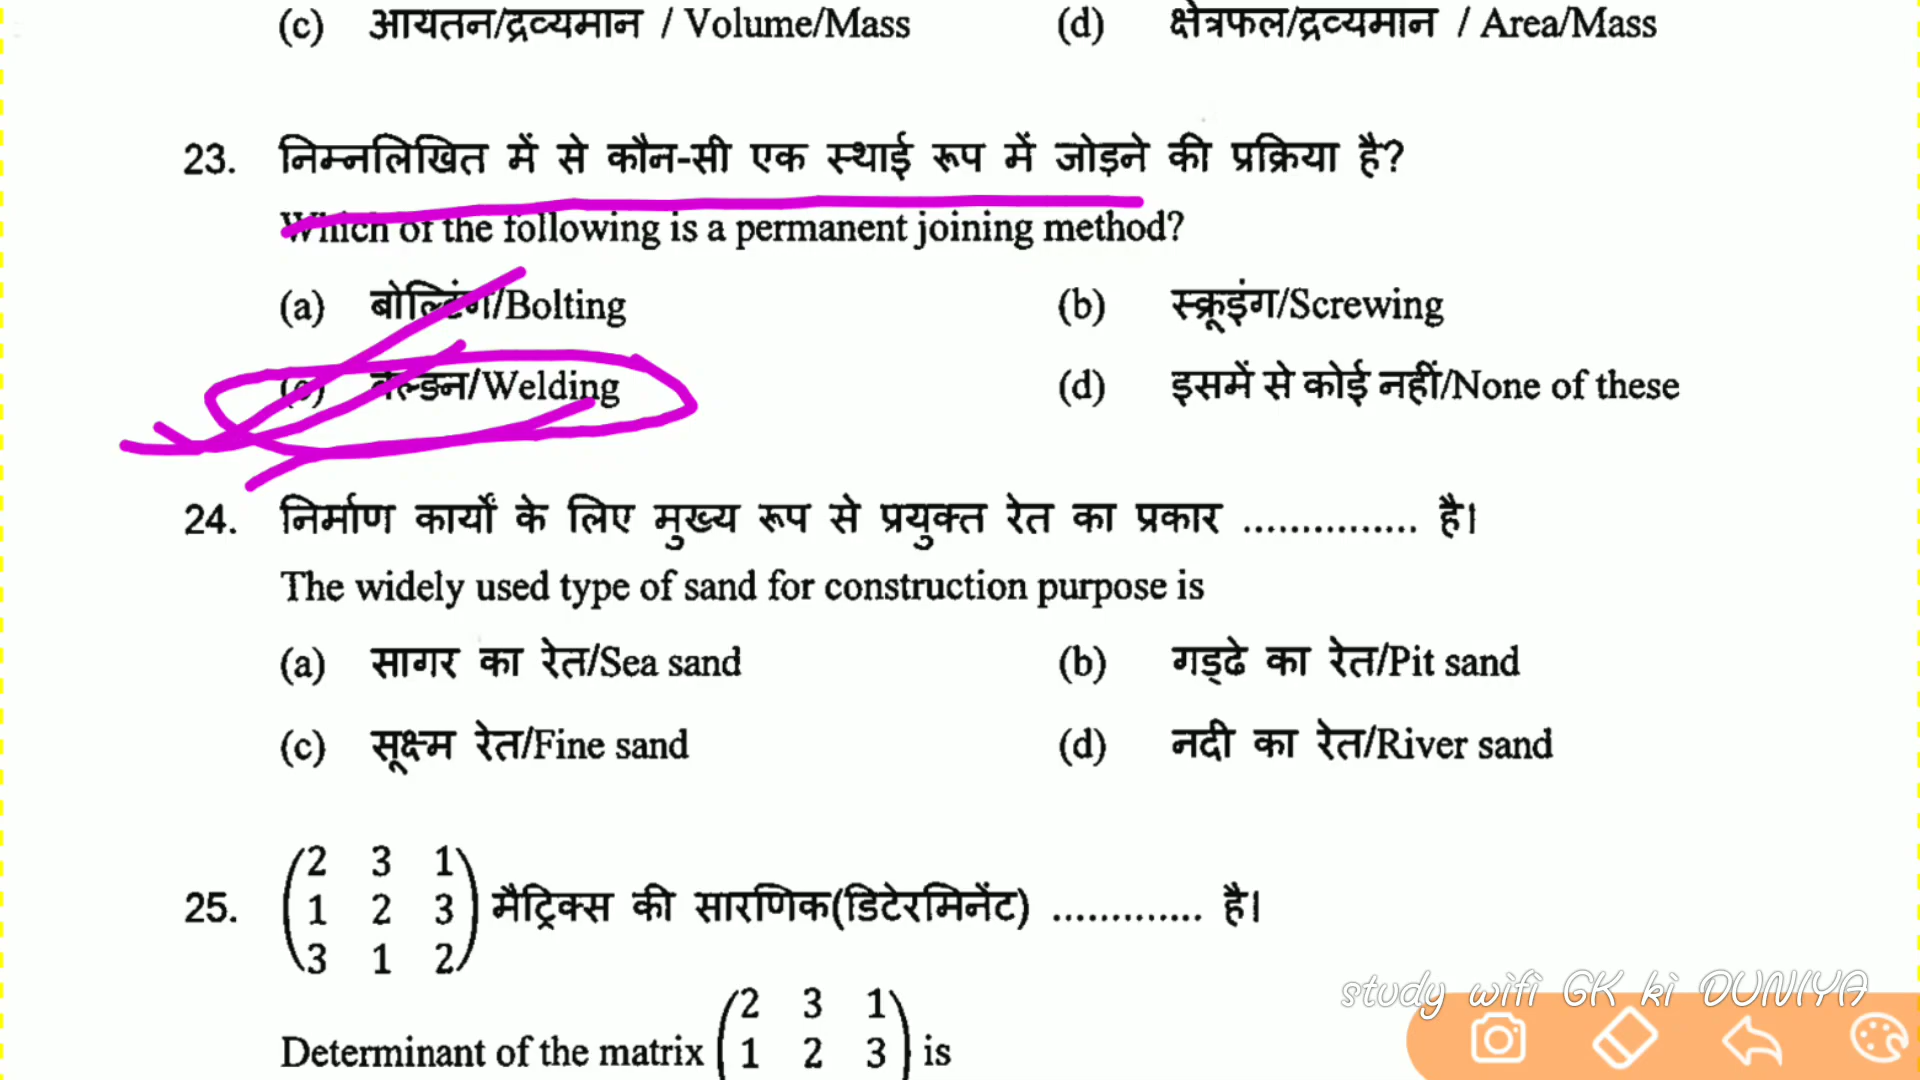 (c) आयतन/द्रव्यमान / Volume/Mass (d) क्षेत्रफल/द्रव्यमान / Area/Mass
23. निम्नलिखित में से कौन-सी एक स्थाई रूप में जोड़ने की प्रक्रिया है?
Which of the following is a permanent joining method?
(a) बोल्टिंग/Bolting (b) स्क्रूइंग/Screwing
(c) वेल्डन/Welding (d) इसमें से कोई नहीं/None of these
24. निर्माण कार्यों के लिए मुख्य रूप से प्रयुक्त रेत का प्रकार ............... है।
The widely used type of sand for construction purpose is
(a) सागर का रेत/Sea sand (b) गड्ढे का रेत/Pit sand
(c) सूक्ष्म रेत/Fine sand (d) नदी का रेत/River sand
2 3 1
25. 1 2 3 मैट्रिक्स की सारणिक(डिटेरमिनेंट) ............. है।
3 1 2
study wifi GK ki DUNIYA
2 3 1
Determinant of the matrix 1 2 3 is